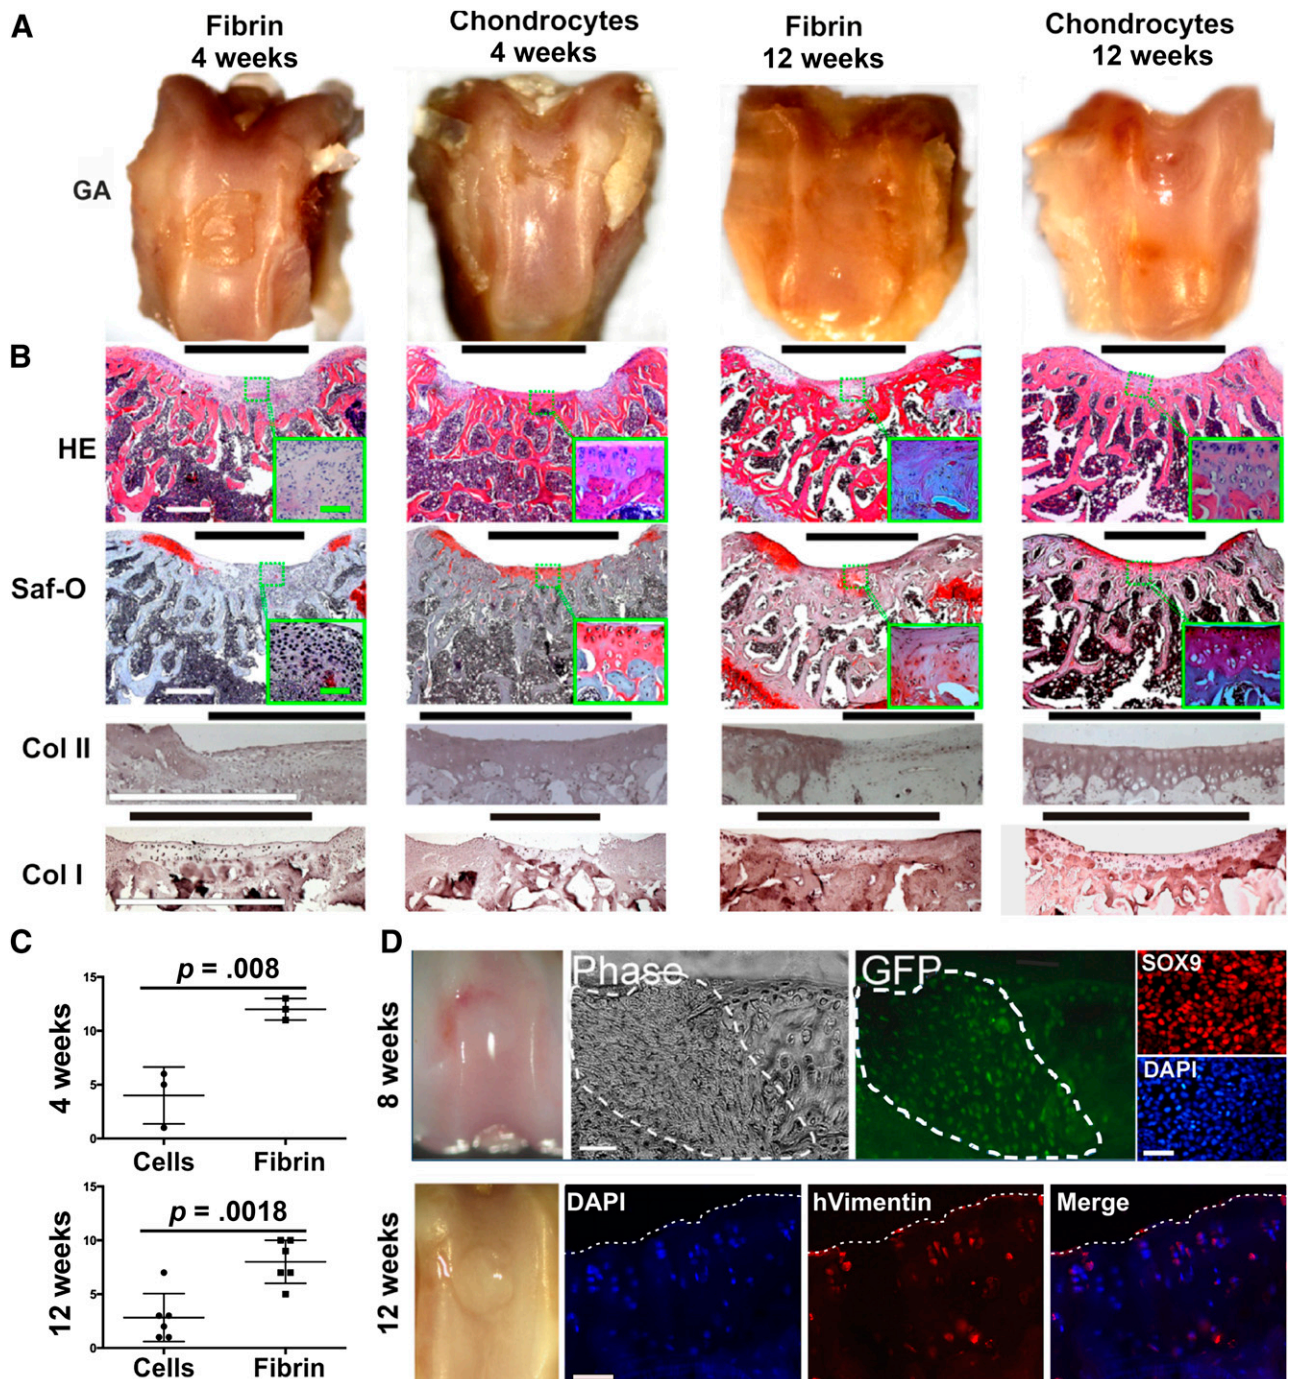 A
Fibrin
4 weeks
Chondrocytes
4 weeks
Fibrin
12 weeks
Chondrocytes
12 weeks
GA
B
HE
Saf-O
Col II
Col I
C
p = .008
15
10
5
0
4 weeks
Cells
Fibrin
p = .0018
15
10
5
0
12 weeks
Cells
Fibrin
D
8 weeks
Phase
GFP
SOX9
DAPI
12 weeks
DAPI
hVimentin
Merge